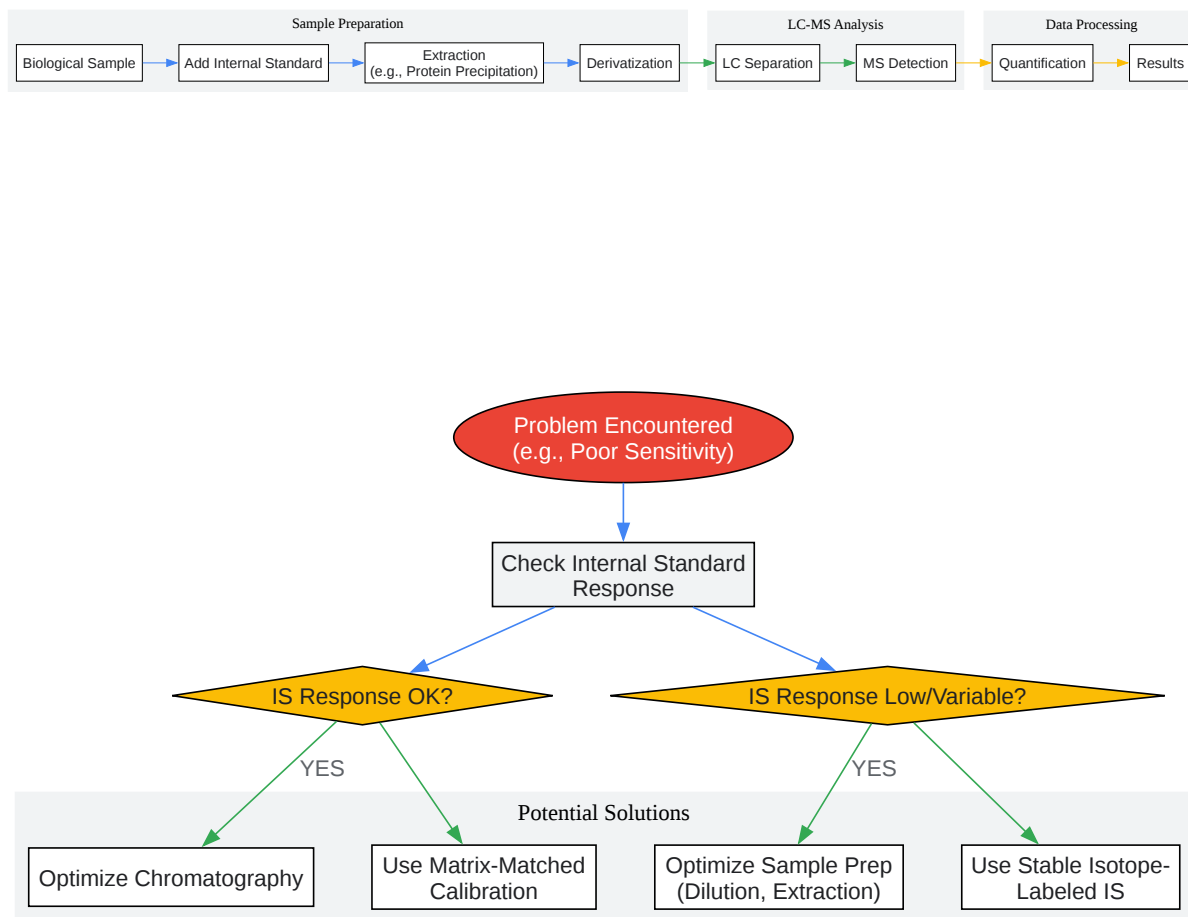 Sample Preparation
LC-MS Analysis
Data Processing
Biological Sample
Add Internal Standard
Extraction
(e.g., Protein Precipitation)
Derivatization
LC Separation
MS Detection
Quantification
Results
Problem Encountered
(e.g., Poor Sensitivity)
Check Internal Standard
Response
IS Response OK?
IS Response Low/Variable?
YES
YES
Potential Solutions
Optimize Chromatography
Use Matrix-Matched
Calibration
Optimize Sample Prep
(Dilution, Extraction)
Use Stable Isotope-
Labeled IS